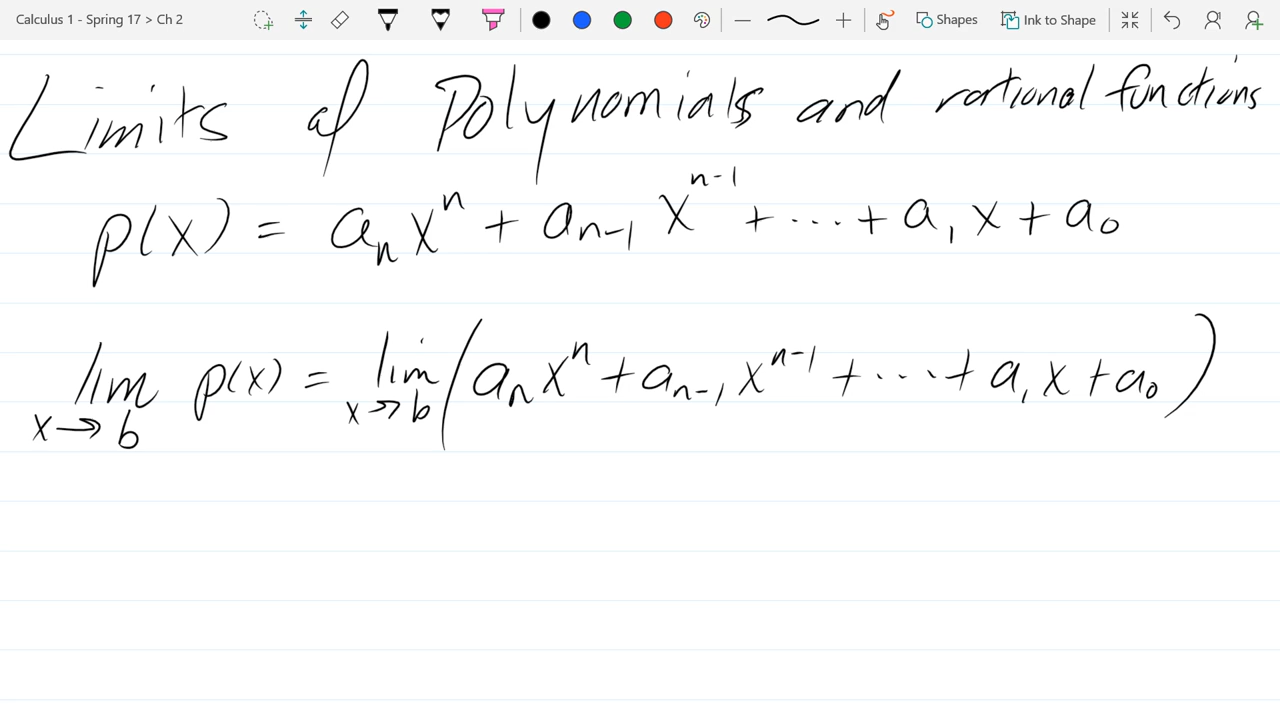 Calculus 1 - Spring 17 > Ch 2 Shapes Ink to Shape
Limits of Polynomials and rational functions
p(x) = aₙxⁿ + aₙ₋₁xⁿ⁻¹ + ... + a₁x + a₀
lim x→b p(x) = lim x→b (aₙxⁿ + aₙ₋₁xⁿ⁻¹ + ... + a₁x + a₀)